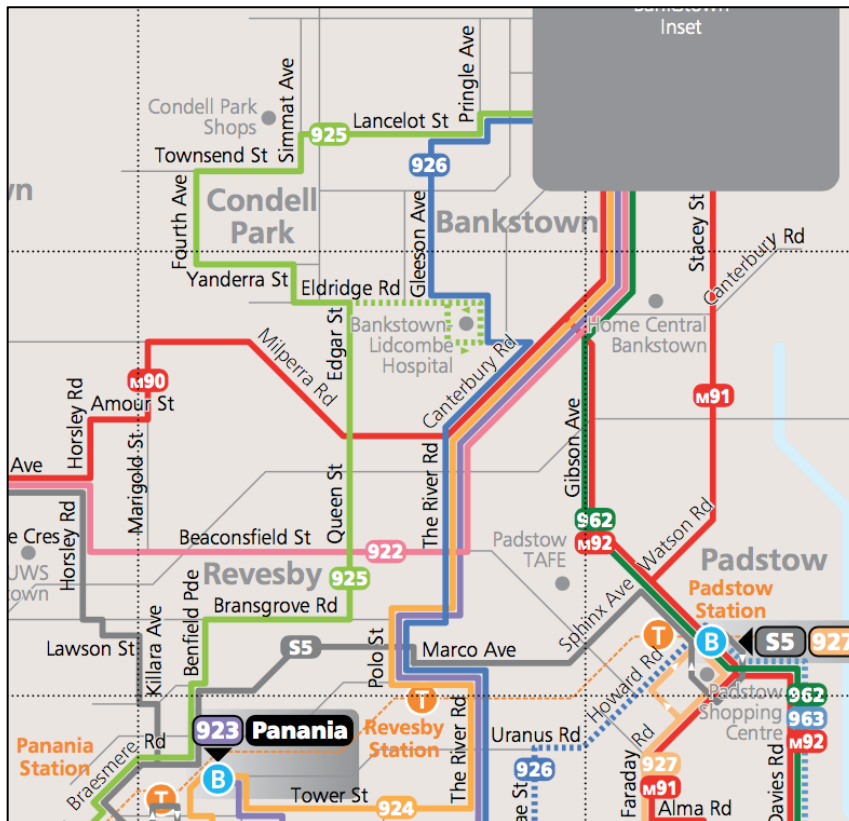 Bankstown
Inset
Pringle Ave
Simmat Ave
Condell Park
Shops
Lancelot St
925
926
Townsend St
wn
Fourth Ave
Condell
Park
Gleeson Ave
Bankstown
Stacey St
Canterbury Rd
Yanderra St
Eldridge Rd
Edgar St
Bankstown-
Lidcombe
Hospital
Home Central
Bankstown
Milperra Rd
Canterbury Rd
M90
M91
Amour St
Horsley Rd
Marigold St
Ave
Queen St
The River Rd
Gibson Ave
962
M92
Watson Rd
Beaconsfield St
922
e Cres
UWS
town
Horsley Rd
Padstow
TAFE
Padstow
Revesby
925
Padstow
Station
Sphinx Ave
Bransgrove Rd
Benfield Pde
Killara Ave
Lawson St
S5
Polo St
Marco Ave
T
B
S5
927
Howard Rd
T
Padstow
Shopping
Centre
962
963
M92
923
Panania
Revesby
Station
The River Rd
Uranus Rd
Panania
Station
Braesmere Rd
B
T
926
Faraday Rd
927
M91
Davies Rd
Tower St
924
ae St
Alma Rd